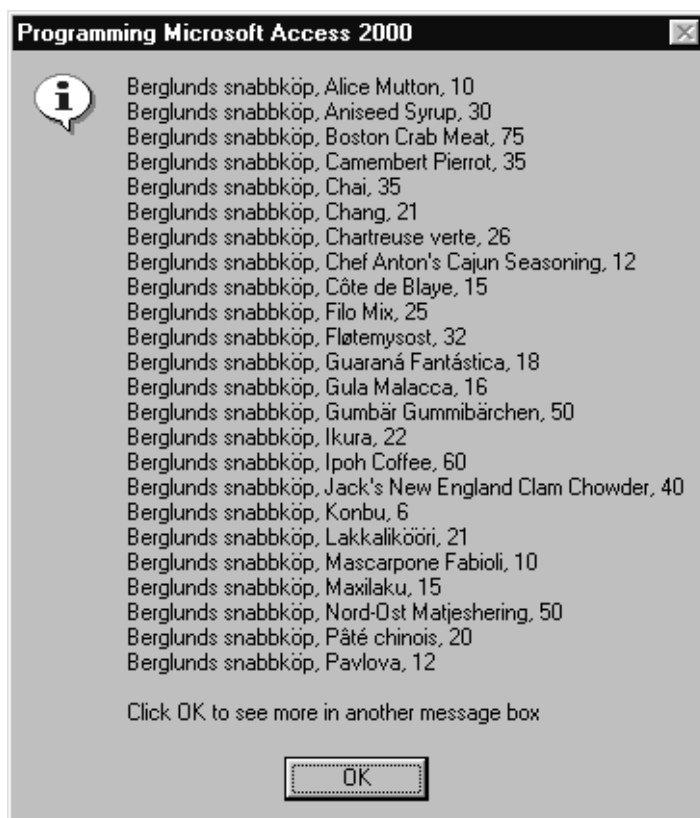 Programming Microsoft Access 2000
Berglunds snabbköp, Alice Mutton, 10
Berglunds snabbköp, Aniseed Syrup, 30
Berglunds snabbköp, Boston Crab Meat, 75
Berglunds snabbköp, Camembert Pierrot, 35
Berglunds snabbköp, Chai, 35
Berglunds snabbköp, Chang, 21
Berglunds snabbköp, Chartreuse verte, 26
Berglunds snabbköp, Chef Anton's Cajun Seasoning, 12
Berglunds snabbköp, Côte de Blaye, 15
Berglunds snabbköp, Filo Mix, 25
Berglunds snabbköp, Fløtemysost, 32
Berglunds snabbköp, Guaraná Fantástica, 18
Berglunds snabbköp, Gula Malacca, 16
Berglunds snabbköp, Gumbär Gummibärchen, 50
Berglunds snabbköp, Ikura, 22
Berglunds snabbköp, Ipoh Coffee, 60
Berglunds snabbköp, Jack's New England Clam Chowder, 40
Berglunds snabbköp, Konbu, 6
Berglunds snabbköp, Lakkalikööri, 21
Berglunds snabbköp, Mascarpone Fabioli, 10
Berglunds snabbköp, Maxilaku, 15
Berglunds snabbköp, Nord-Ost Matjeshering, 50
Berglunds snabbköp, Pâté chinois, 20
Berglunds snabbköp, Pavlova, 12
Click OK to see more in another message box
OK